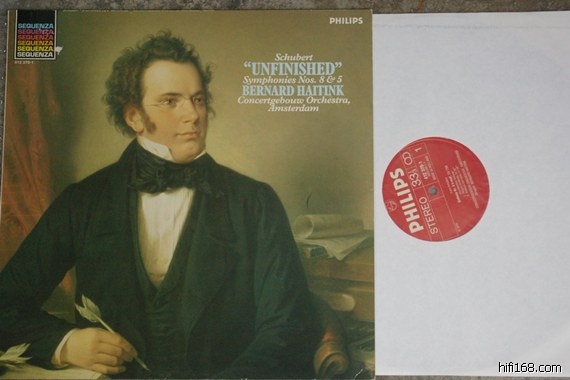 SEQUENZA
SEQUENZA
SEQUENZA
SEQUENZA
SEQUENZA
SEQUENZA
PHILIPS
Schubert
“UNFINISHED”
Symphonies Nos. 8 & 5
BERNARD HAITINK
Concertgebouw Orchestra,
Amsterdam
PHILIPS
STEREO 33⅓
1
hifi168.com